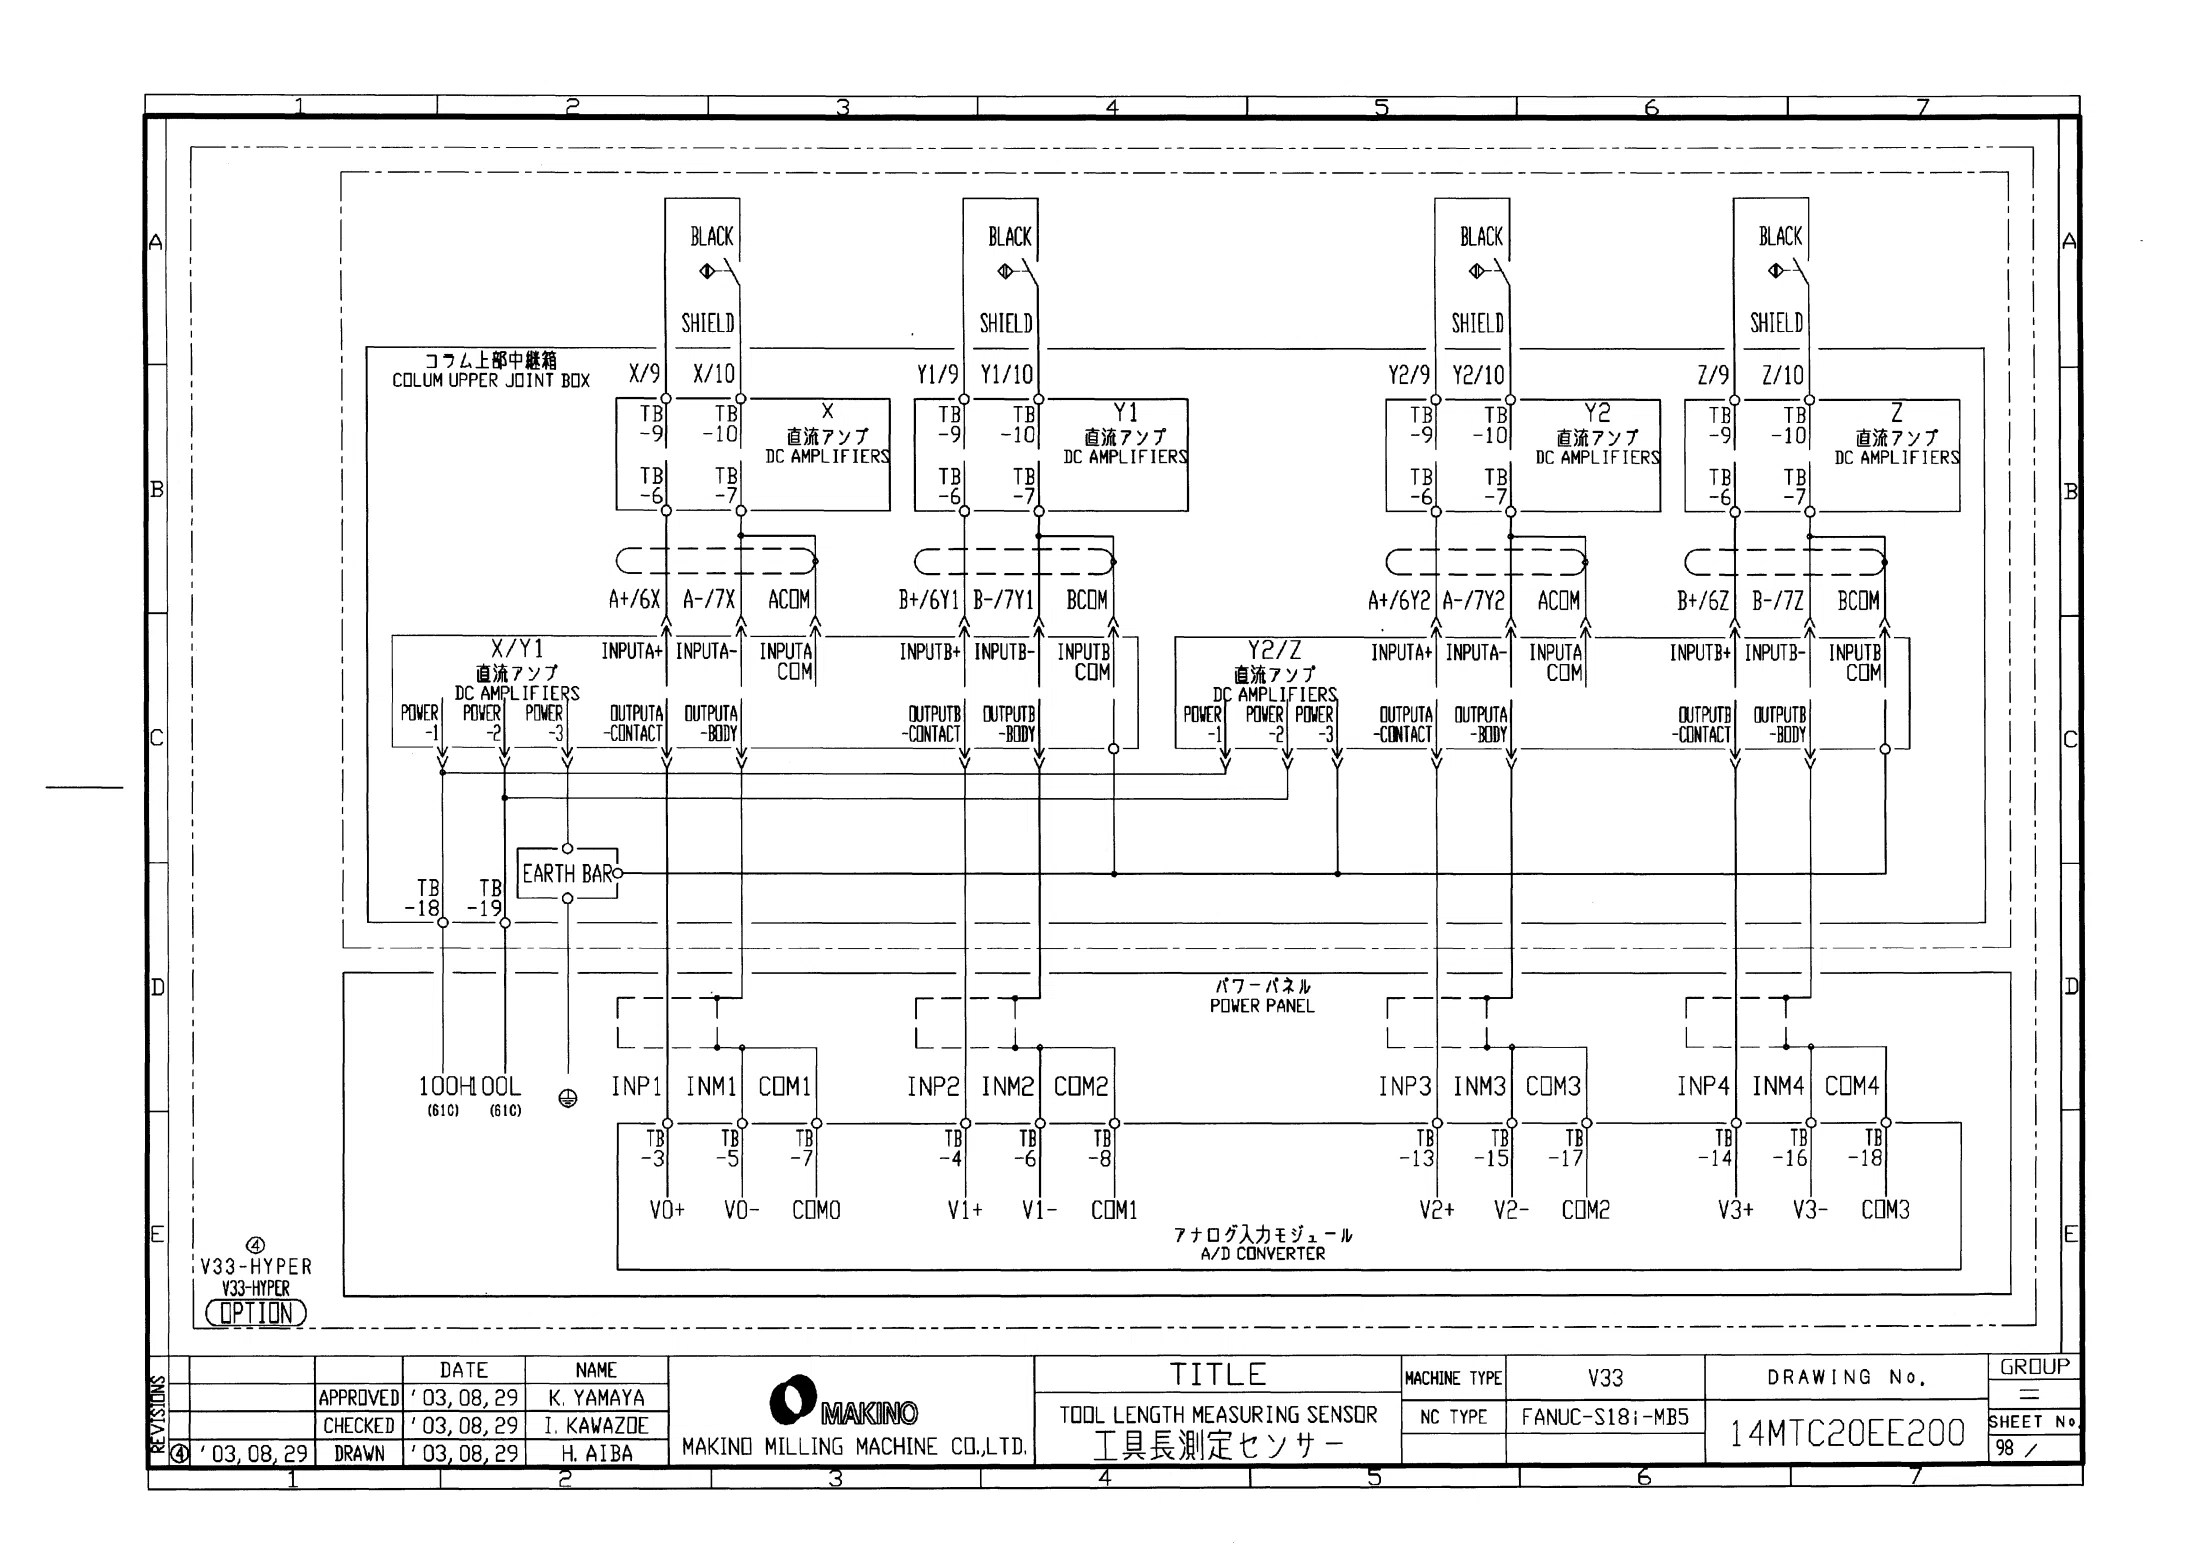 1 2 3 4 5 6 7
A A
BLACK BLACK BLACK BLACK
SHIELD SHIELD SHIELD SHIELD
コラム上部中継箱
COLUM UPPER JOINT BOX
X/9 X/10 Y1/9 Y1/10 Y2/9 Y2/10 Z/9 Z/10
TB TB X TB TB Y1 TB TB Y2 TB TB Z
-9 -10 直流アンプ -9 -10 直流アンプ -9 -10 直流アンプ -9 -10 直流アンプ
DC AMPLIFIERS DC AMPLIFIERS DC AMPLIFIERS DC AMPLIFIERS
TB TB TB TB TB TB TB TB
-6 -7 -6 -7 -6 -7 -6 -7
B B
A+/6X A-/7X ACOM B+/6Y1 B-/7Y1 BCOM A+/6Y2 A-/7Y2 ACOM B+/6Z B-/7Z BCOM
X/Y1 INPUTA+ INPUTA- INPUTA INPUTB+ INPUTB- INPUTB Y2/Z INPUTA+ INPUTA- INPUTA INPUTB+ INPUTB- INPUTB
直流アンプ COM COM 直流アンプ COM COM
DC AMPLIFIERS DC AMPLIFIERS
POWER POWER POWER OUTPUTA OUTPUTA OUTPUTB OUTPUTB POWER POWER POWER OUTPUTA OUTPUTA OUTPUTB OUTPUTB
-1 -2 -3 -CONTACT -BODY -CONTACT -BODY -1 -2 -3 -CONTACT -BODY -CONTACT -BODY
C C
EARTH BAR
TB TB
-18 -19
D D
パワーパネル
POWER PANEL
100H 100L INP1 INM1 COM1 INP2 INM2 COM2 INP3 INM3 COM3 INP4 INM4 COM4
(61C) (61C)
TB TB TB TB TB TB TB TB TB TB TB TB
-3 -5 -7 -4 -6 -8 -13 -15 -17 -14 -16 -18
V0+ V0- COM0 V1+ V1- COM1 V2+ V2- COM2 V3+ V3- COM3
E E
アナログ入力モジュール
A/D CONVERTER
④
V33-HYPER
V33-HYPER
OPTION
REVISIONS
④ '03,08,29
DATE NAME
APPROVED '03,08,29 K. YAMAYA
CHECKED '03,08,29 I. KAWAZOE
DRAWN '03,08,29 H. AIBA
MAKINO
MAKINO MILLING MACHINE CO.,LTD.
TITLE
TOOL LENGTH MEASURING SENSOR
工具長測定センサー
MACHINE TYPE V33
NC TYPE FANUC-S18i-MB5
DRAWING No.
14MTC20EE200
GROUP
=
SHEET No.
98 /
1 2 3 4 5 6 7